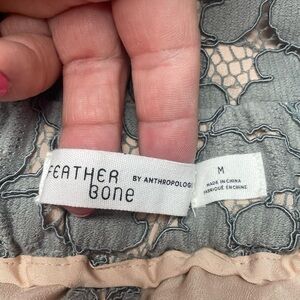 FEATHER
Bone
BY ANTHROPOLOGIE
M
MADE IN CHINA
FABRIQUÉ EN CHINE